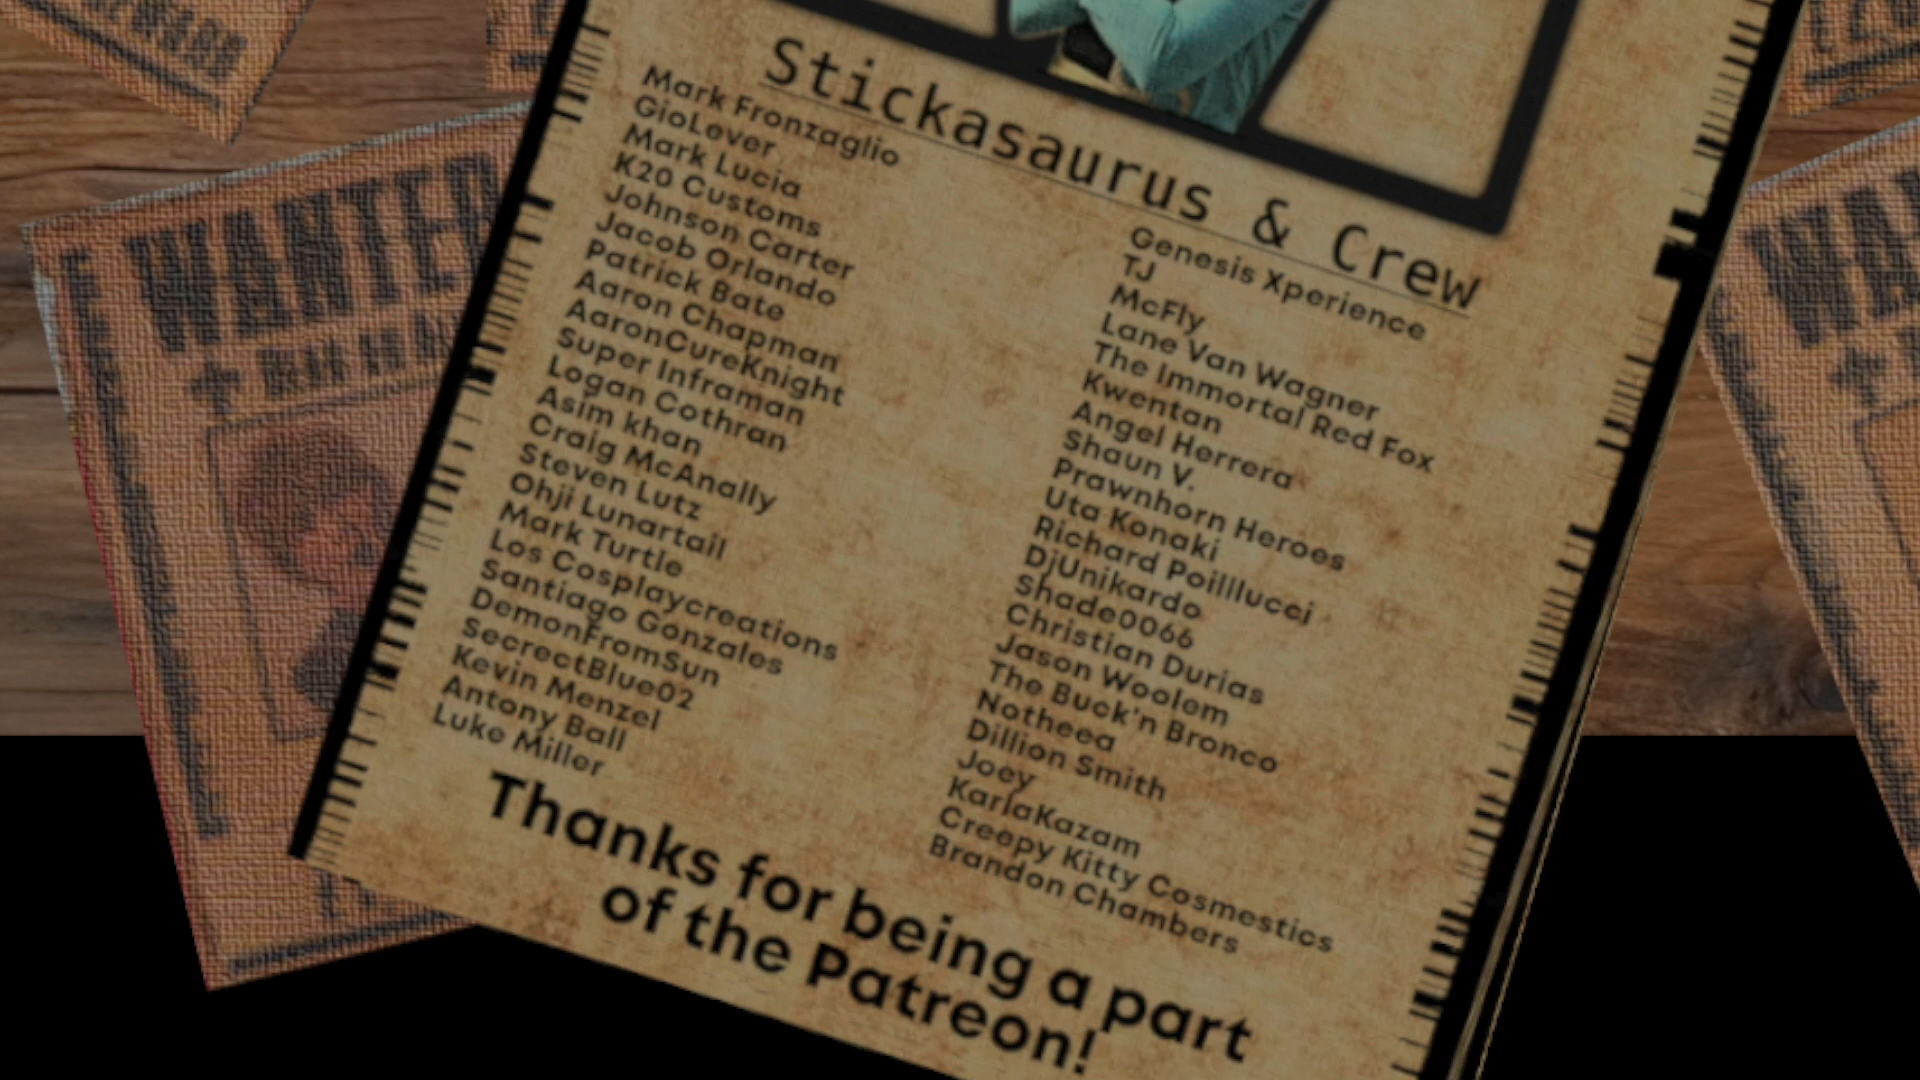 Stickasaurus & Crew
Mark Fronzaglio
GioLever
Mark Lucia
K20 Customs
Johnson Carter
Jacob Orlando
Patrick Bate
Aaron Chapman
AaronCureKnight
Super Inframan
Logan Cothran
Asim khan
Craig McAnally
Steven Lutz
Ohji Lunartail
Mark Turtle
Los Cosplaycreations
Santiago Gonzales
DemonFromSun
SecrectBlue02
Kevin Menzel
Antony Ball
Luke Miller
Genesis Xperience
TJ
McFly
Lane Van Wagner
The Immortal Red Fox
Kwentan
Angel Herrera
Shaun V.
Prawnhorn Heroes
Uta Konaki
Richard Poilllucci
DjUnikardo
Shade0066
Christian Durias
Jason Woolem
The Buck'n Bronco
Notheea
Dillion Smith
Joey
KarlaKazam
Creepy Kitty Cosmestics
Brandon Chambers
Thanks for being a part
of the Patreon!
WANTED